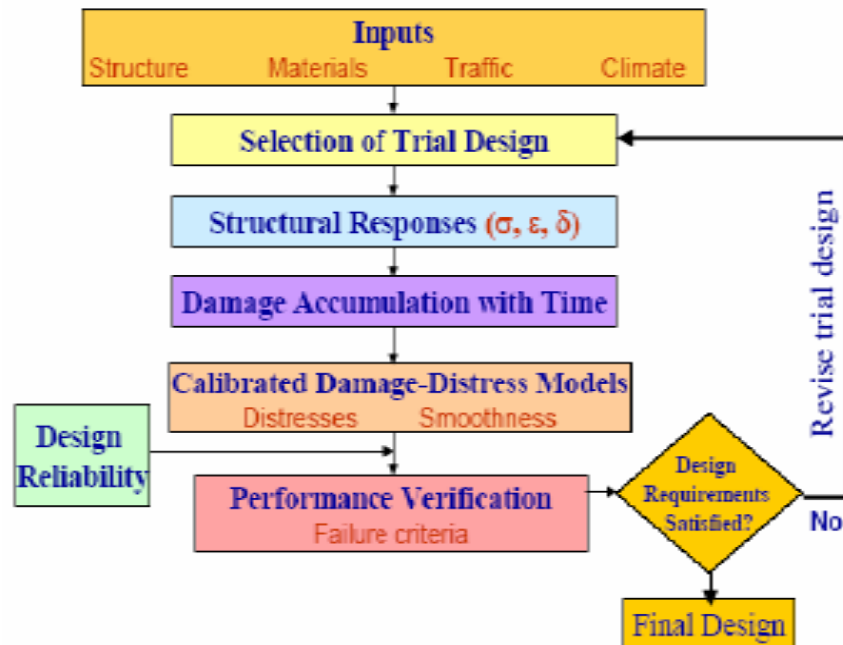 Inputs
Structure Materials Traffic Climate
Selection of Trial Design
Structural Responses (σ, ε, δ)
Damage Accumulation with Time
Calibrated Damage-Distress Models
Distresses Smoothness
Design
Reliability
Performance Verification
Failure criteria
Design
Requirements
Satisfied?
No
Revise trial design
Final Design